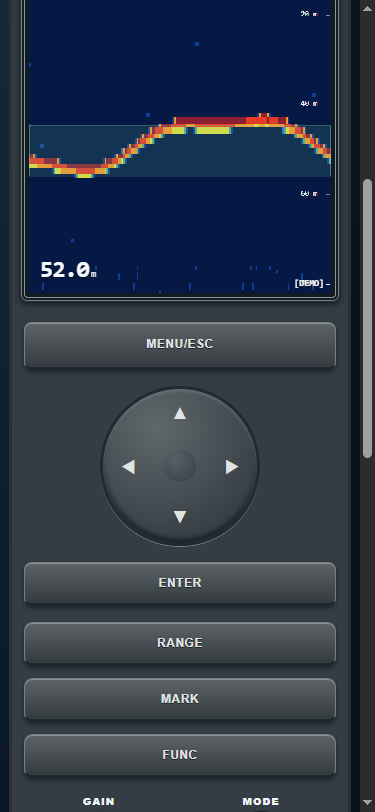 20 m
40 m
60 m
52.0m
[DEMO]
MENU/ESC
ENTER
RANGE
MARK
FUNC
GAIN MODE